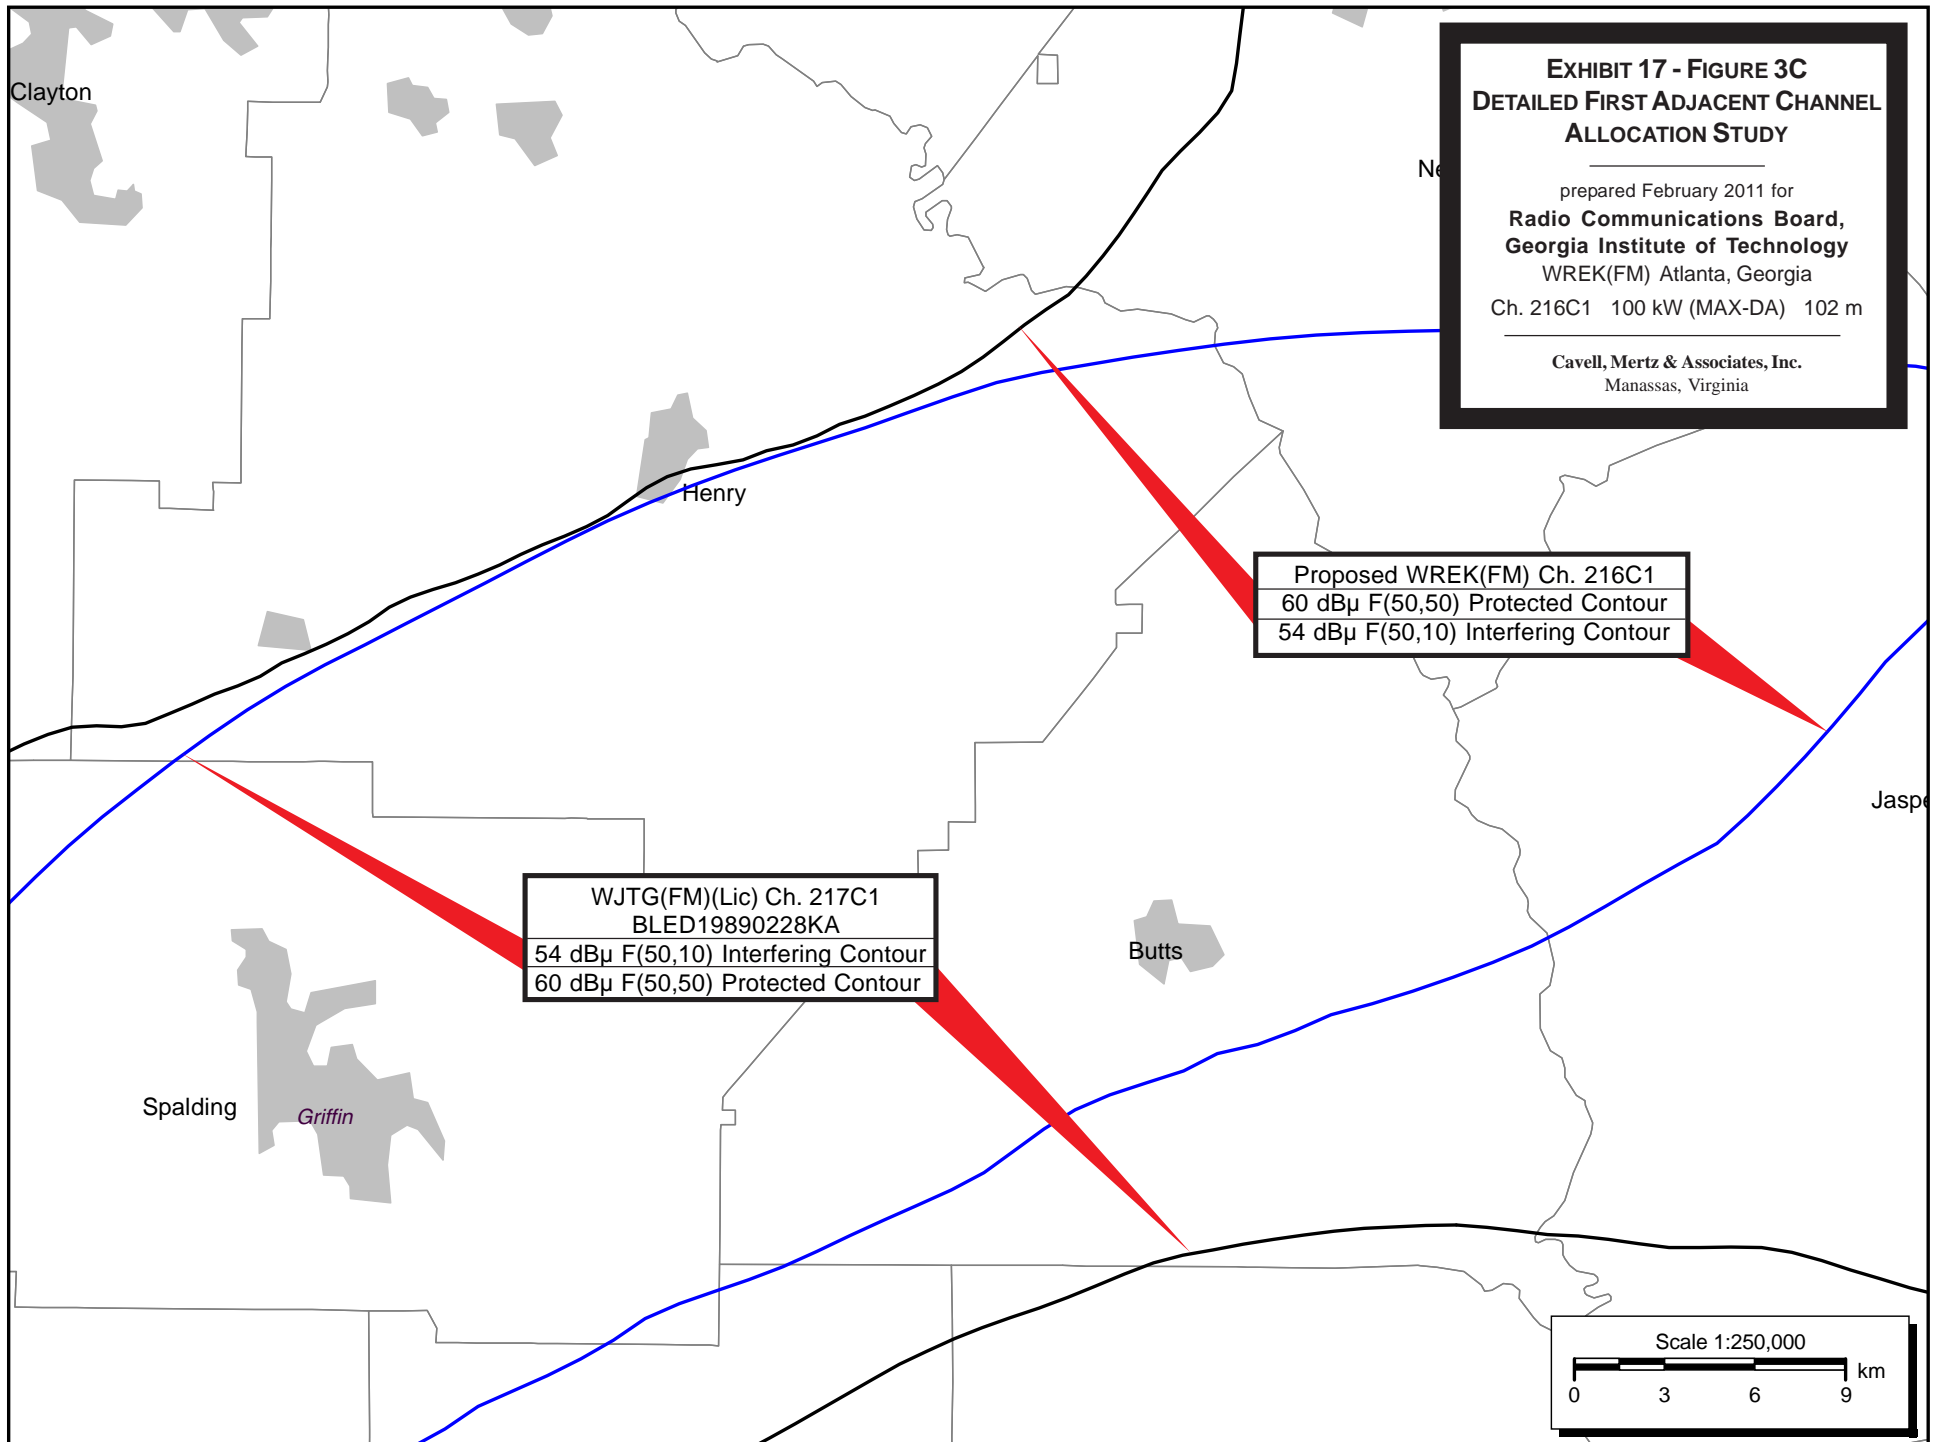 Clayton
EXHIBIT 17 - FIGURE 3C
DETAILED FIRST ADJACENT CHANNEL
ALLOCATION STUDY
Ne
prepared February 2011 for
Radio Communications Board,
Georgia Institute of Technology
WREK(FM) Atlanta, Georgia
Ch. 216C1 100 kW (MAX-DA) 102 m
Cavell, Mertz & Associates, Inc.
Manassas, Virginia
Henry
Proposed WREK(FM) Ch. 216C1
60 dBµ F(50,50) Protected Contour
54 dBµ F(50,10) Interfering Contour
Jaspe
WJTG(FM)(Lic) Ch. 217C1
BLED19890228KA
54 dBµ F(50,10) Interfering Contour
60 dBµ F(50,50) Protected Contour
Butts
Spalding
Griffin
Scale 1:250,000
km
0 3 6 9